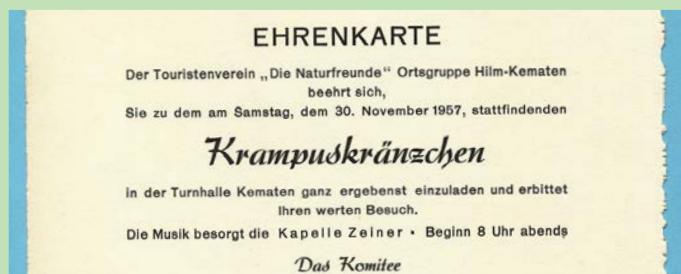 EHRENKARTE
Der Touristenverein „Die Naturfreunde“ Ortsgruppe Hilm-Kematen
beehrt sich,
Sie zu dem am Samstag, dem 30. November 1957, stattfindenden
Krampuskränzchen
in der Turnhalle Kematen ganz ergebenst einzuladen und erbittet
Ihren werten Besuch.
Die Musik besorgt die Kapelle Zeiner • Beginn 8 Uhr abends
Das Komitee